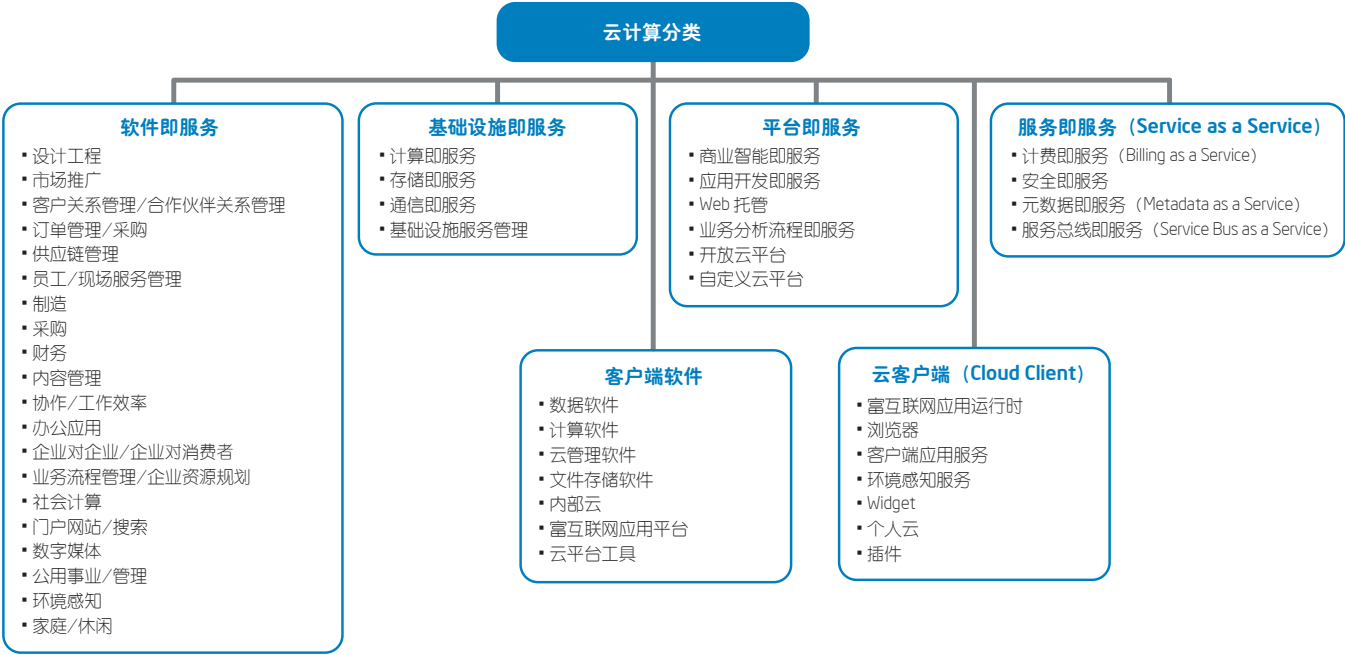 云计算分类
软件即服务
▪ 设计工程
▪ 市场推广
▪ 客户关系管理/合作伙伴关系管理
▪ 订单管理/采购
▪ 供应链管理
▪ 员工/现场服务管理
▪ 制造
▪ 采购
▪ 财务
▪ 内容管理
▪ 协作/工作效率
▪ 办公应用
▪ 企业对企业/企业对消费者
▪ 业务流程管理/企业资源规划
▪ 社会计算
▪ 门户网站/搜索
▪ 数字媒体
▪ 公用事业/管理
▪ 环境感知
▪ 家庭/休闲
基础设施即服务
▪ 计算即服务
▪ 存储即服务
▪ 通信即服务
▪ 基础设施服务管理
平台即服务
▪ 商业智能即服务
▪ 应用开发即服务
▪ Web 托管
▪ 业务分析流程即服务
▪ 开放云平台
▪ 自定义云平台
服务即服务（Service as a Service）
▪ 计费即服务（Billing as a Service）
▪ 安全即服务
▪ 元数据即服务（Metadata as a Service）
▪ 服务总线即服务（Service Bus as a Service）
客户端软件
▪ 数据软件
▪ 计算软件
▪ 云管理软件
▪ 文件存储软件
▪ 内部云
▪ 富互联网应用平台
▪ 云平台工具
云客户端（Cloud Client）
▪ 富互联网应用运行时
▪ 浏览器
▪ 客户端应用服务
▪ 环境感知服务
▪ Widget
▪ 个人云
▪ 插件